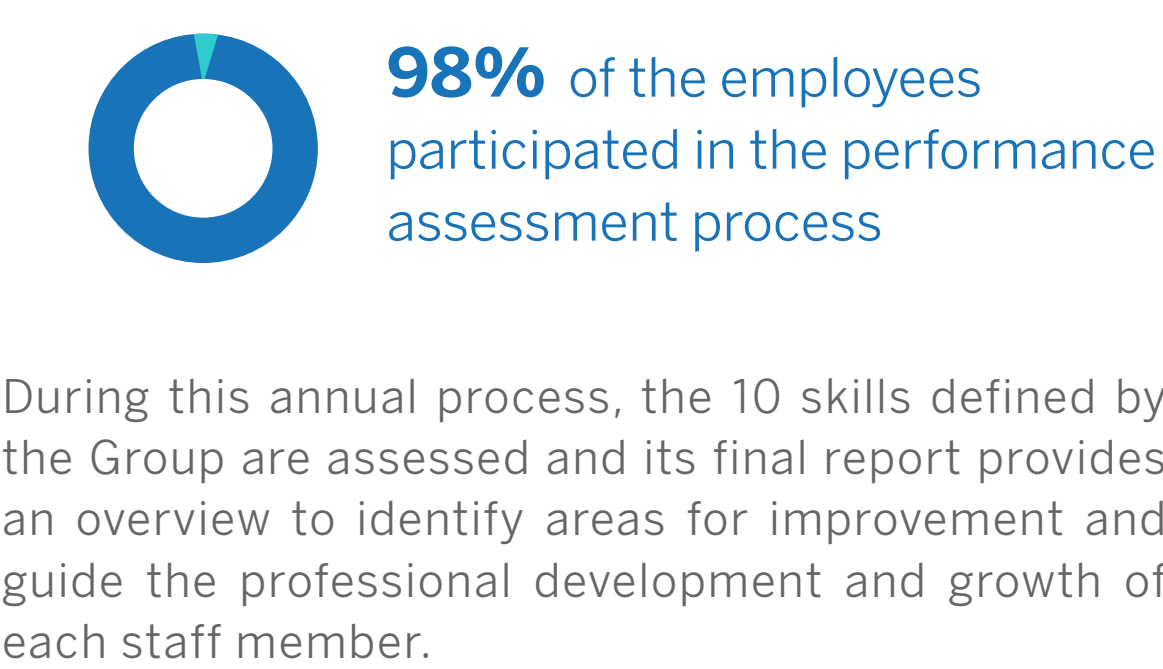 98% of the employees
participated in the performance
assessment process
During this annual process, the 10 skills defined by
the Group are assessed and its final report provides
an overview to identify areas for improvement and
guide the professional development and growth of
each staff member.